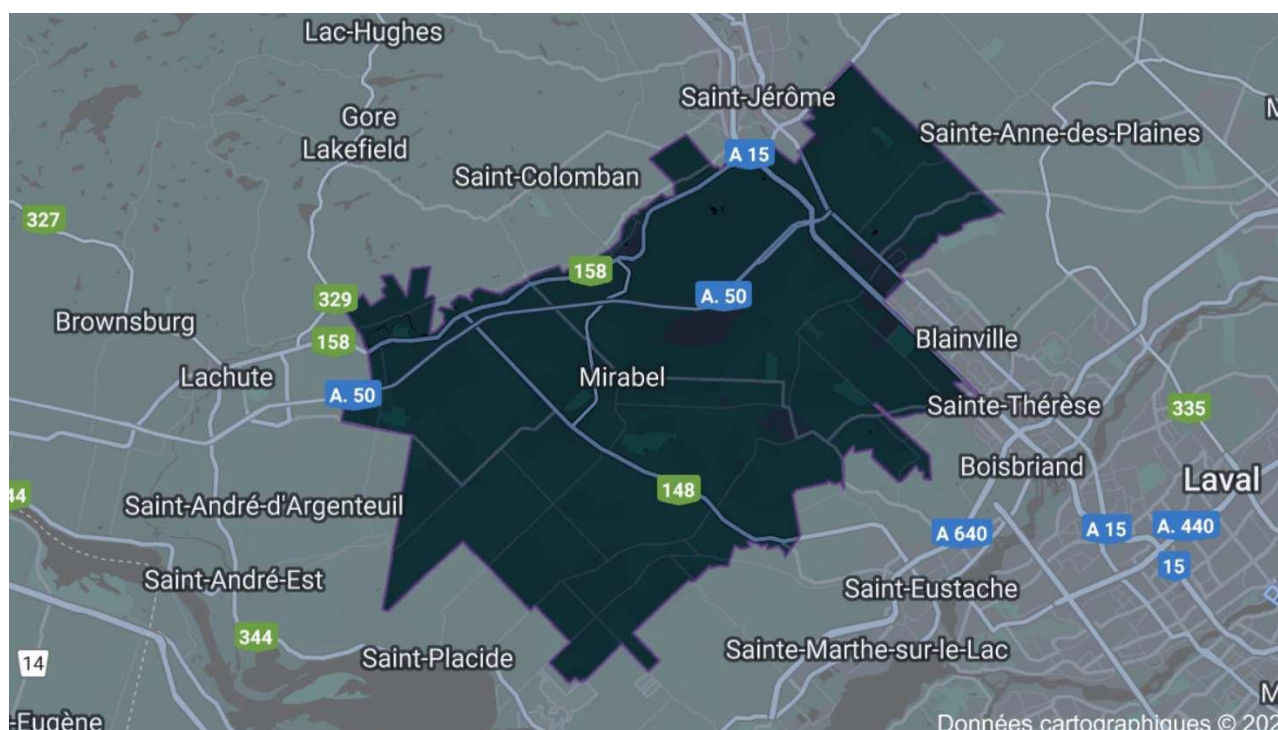 Lac-Hughes
Saint-Jérôme
Gore
Lakefield
Sainte-Anne-des-Plaines
A 15
Saint-Colomban
327
158
329
A. 50
Brownsburg
158
Blainville
Lachute
Mirabel
A. 50
Sainte-Thérèse
335
Boisbriand
Laval
148
Saint-André-d'Argenteuil
A 640
A 15
A. 440
15
Saint-André-Est
Saint-Eustache
344
Saint-Placide
Sainte-Marthe-sur-le-Lac
14
-Eugène
Données cartographiques © 202